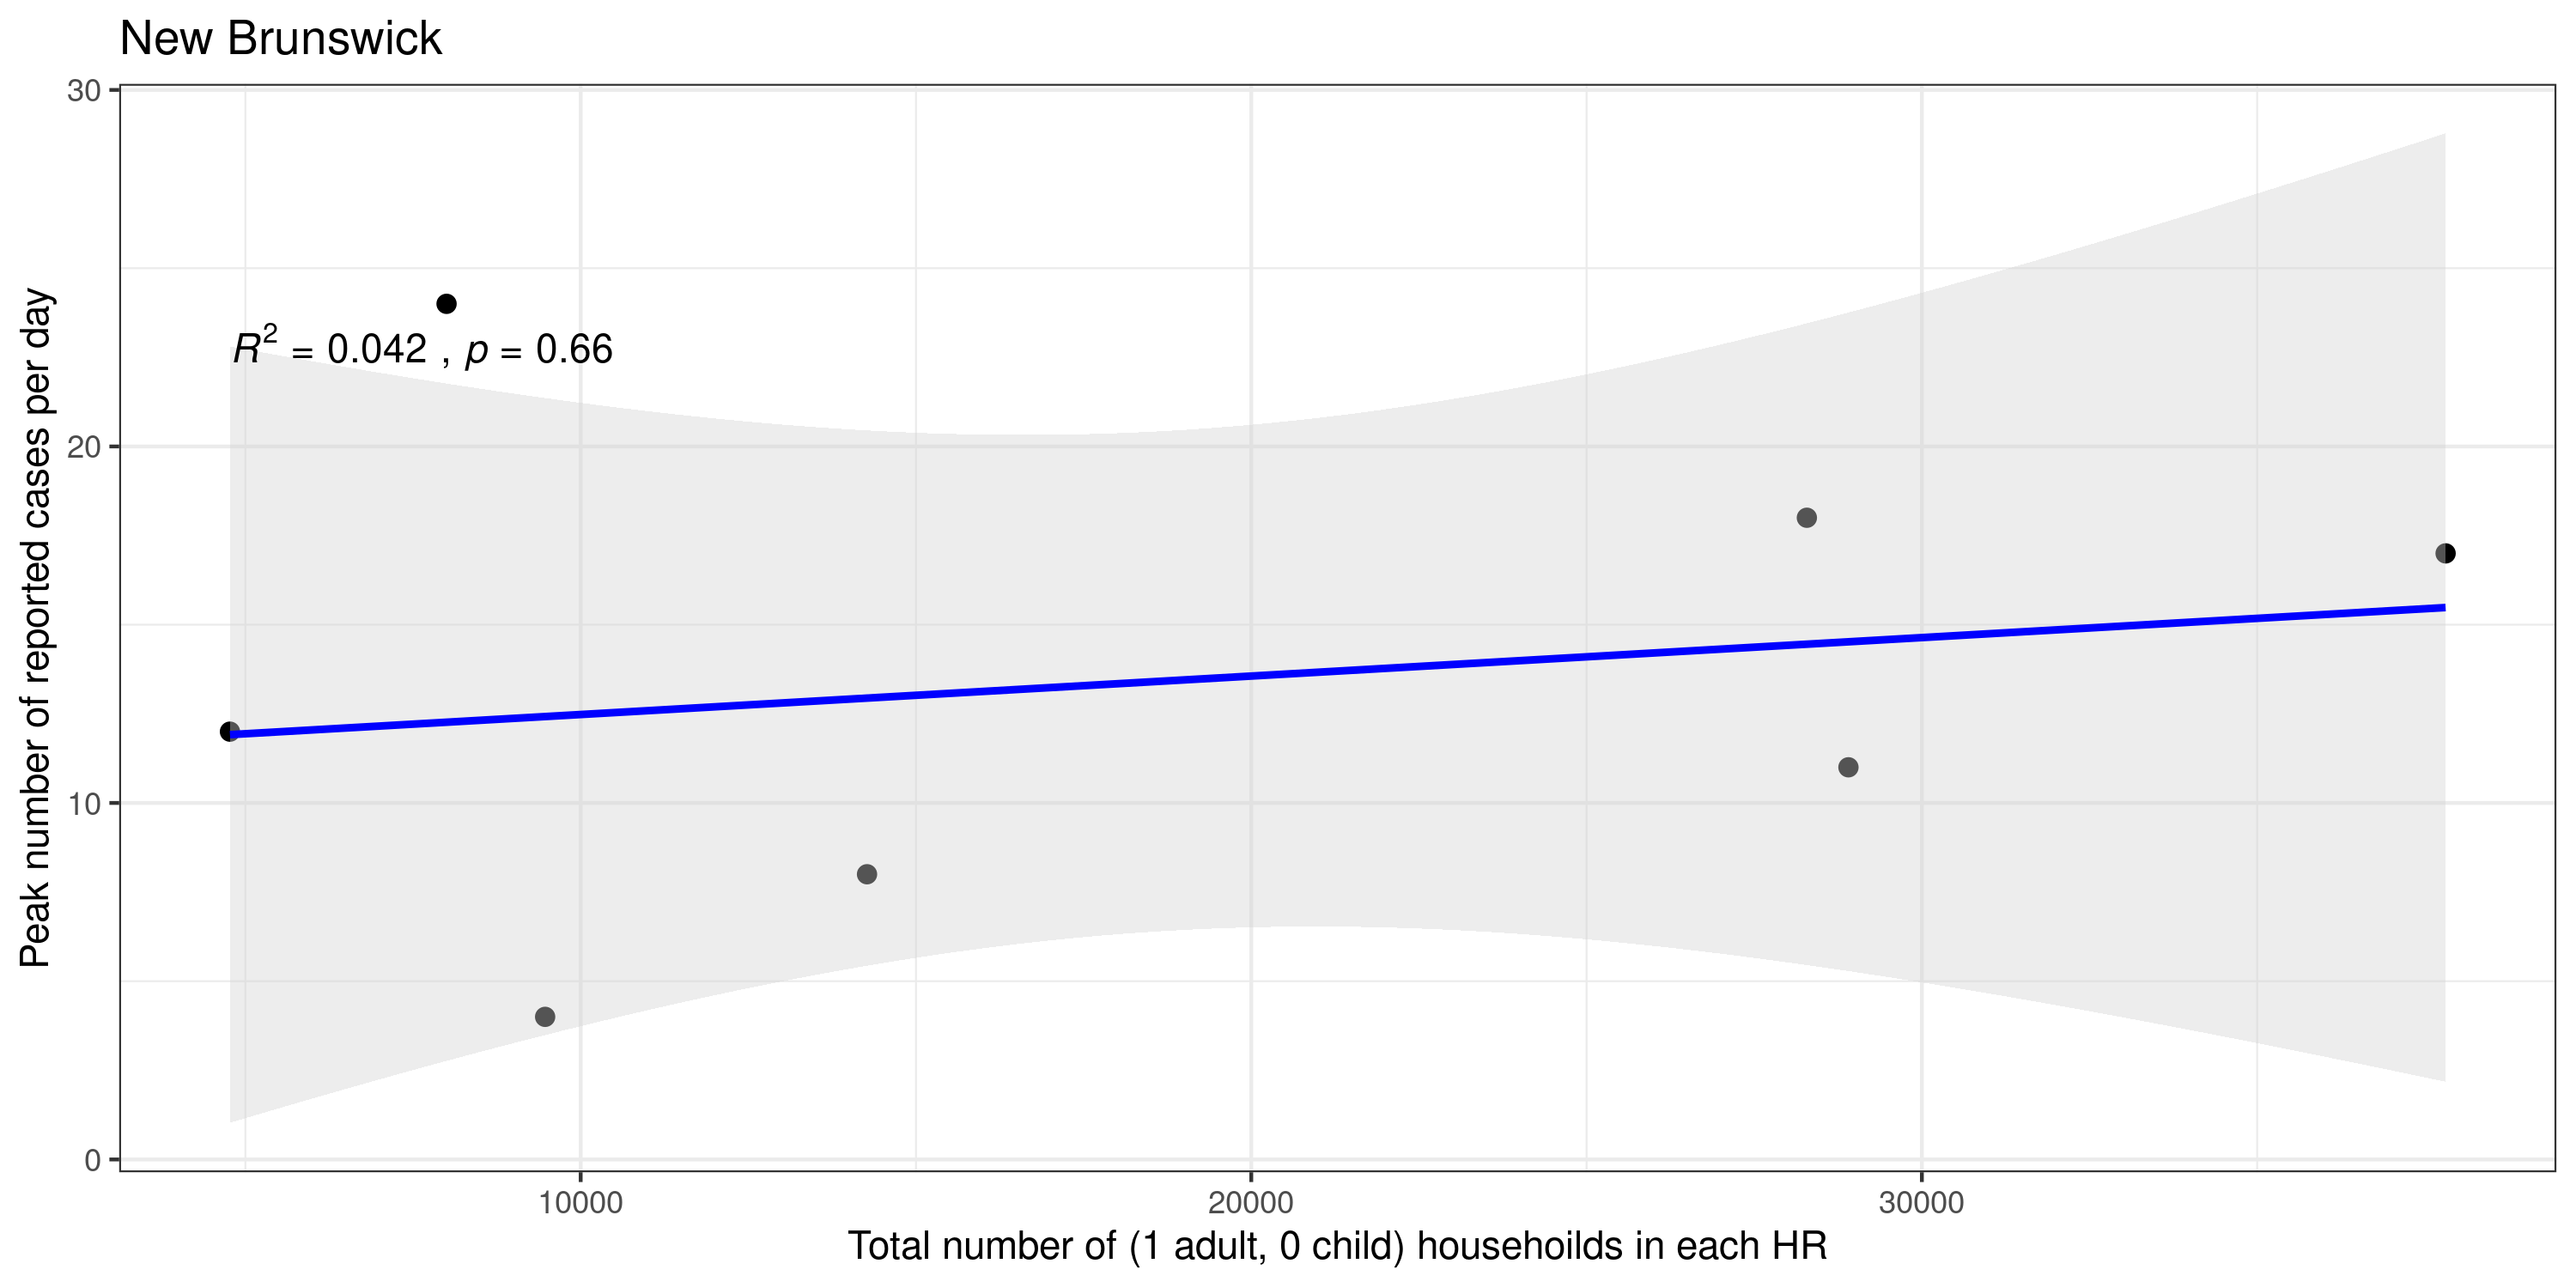 New Brunswick
30
20
10
0
Peak number of reported cases per day
R² = 0.042 , p = 0.66
10000 20000 30000
Total number of (1 adult, 0 child) househoilds in each HR